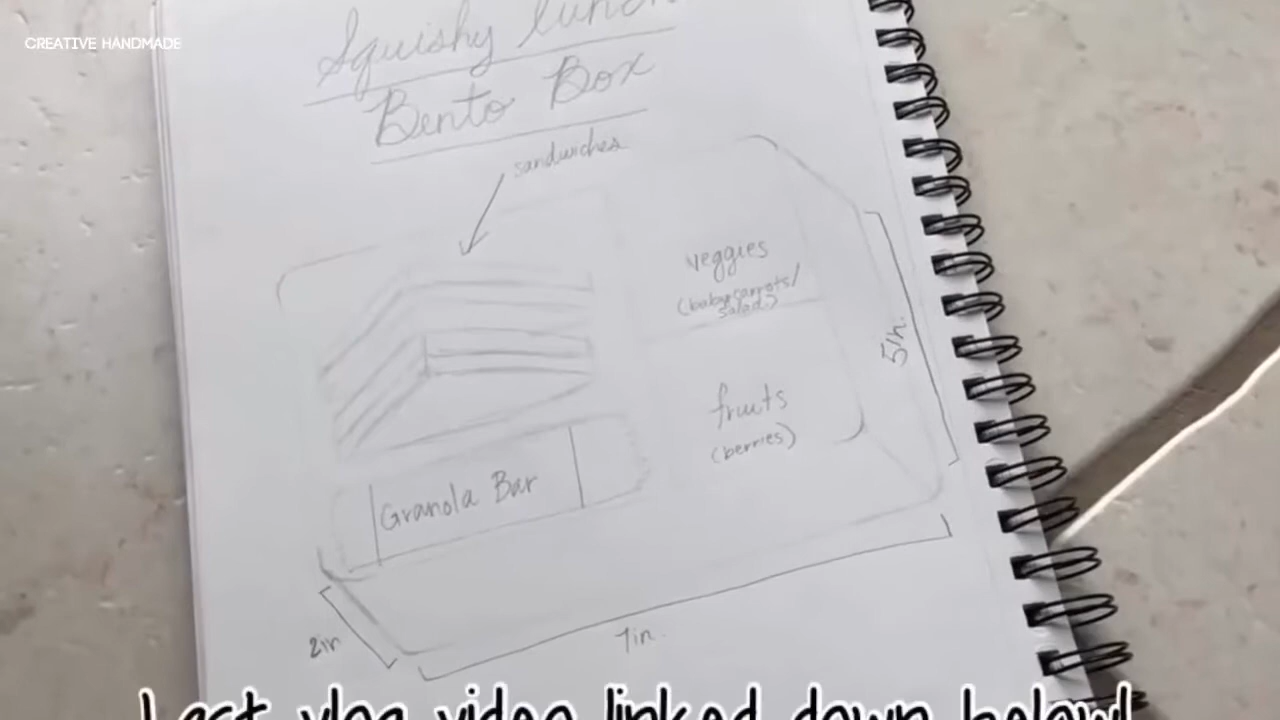 CREATIVE HANDMADE
Squishy lunch
Bento Box
sandwiches
veggies
(baby carrots/
salad)
5in.
fruits
(berries)
Granola Bar
2in
7in.
Last vlog video linked down below!